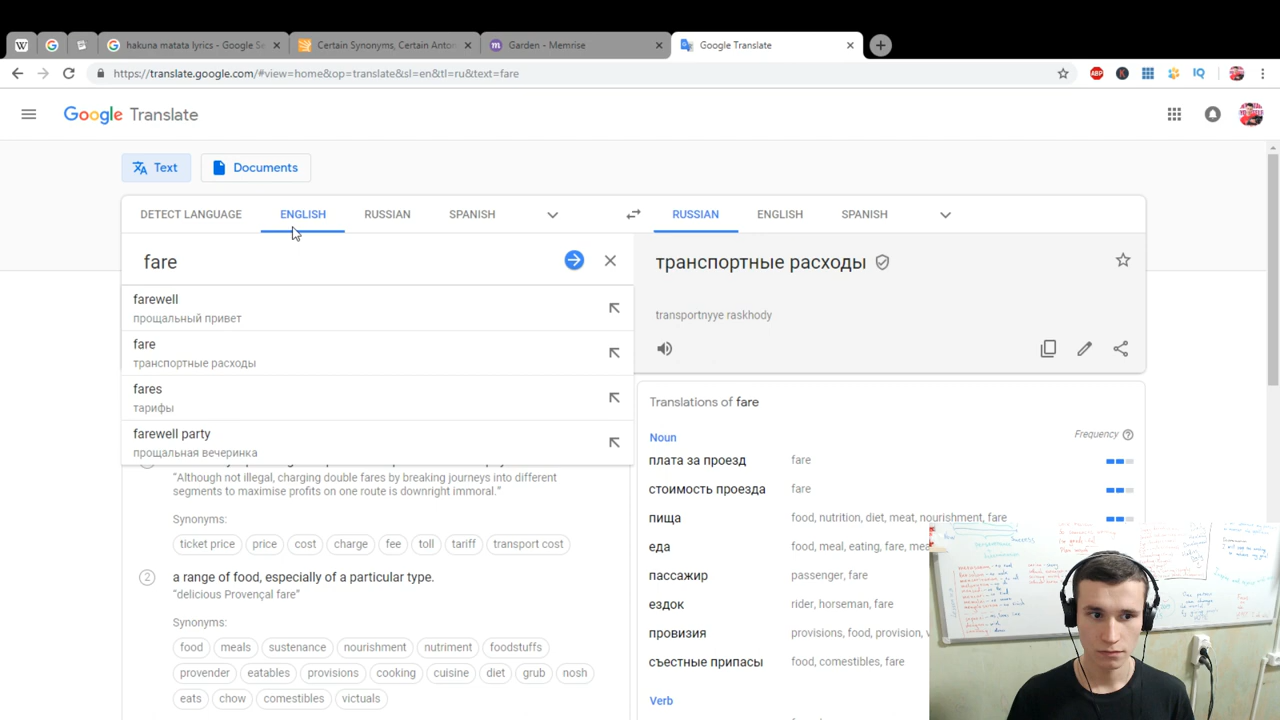 hakuna matata lyrics - Google Se
Certain Synonyms, Certain Anton
Garden - Memrise
Google Translate
https://translate.google.com/#view=home&op=translate&sl=en&tl=ru&text=fare
ABP
K
IQ
Google Translate
Text
Documents
DETECT LANGUAGE
ENGLISH
RUSSIAN
SPANISH
RUSSIAN
ENGLISH
SPANISH
fare
farewell
прощальный привет
fare
транспортные расходы
fares
тарифы
farewell party
прощальная вечеринка
"Although not illegal, charging double fares by breaking journeys into different
segments to maximise profits on one route is downright immoral."
Synonyms:
ticket price
price
cost
charge
fee
toll
tariff
transport cost
2
a range of food, especially of a particular type.
"delicious Provençal fare"
Synonyms:
food
meals
sustenance
nourishment
nutriment
foodstuffs
provender
eatables
provisions
cooking
cuisine
diet
grub
nosh
eats
chow
comestibles
victuals
транспортные расходы
transportnyye raskhody
Translations of fare
Noun
Frequency
плата за проезд fare
стоимость проезда fare
пища food, nutrition, diet, meat, nourishment, fare
еда food, meal, eating, fare,
пассажир passenger, fare
ездок rider, horseman, fare
провизия provisions, food, provision,
съестные припасы food, comestibles, fare
Verb